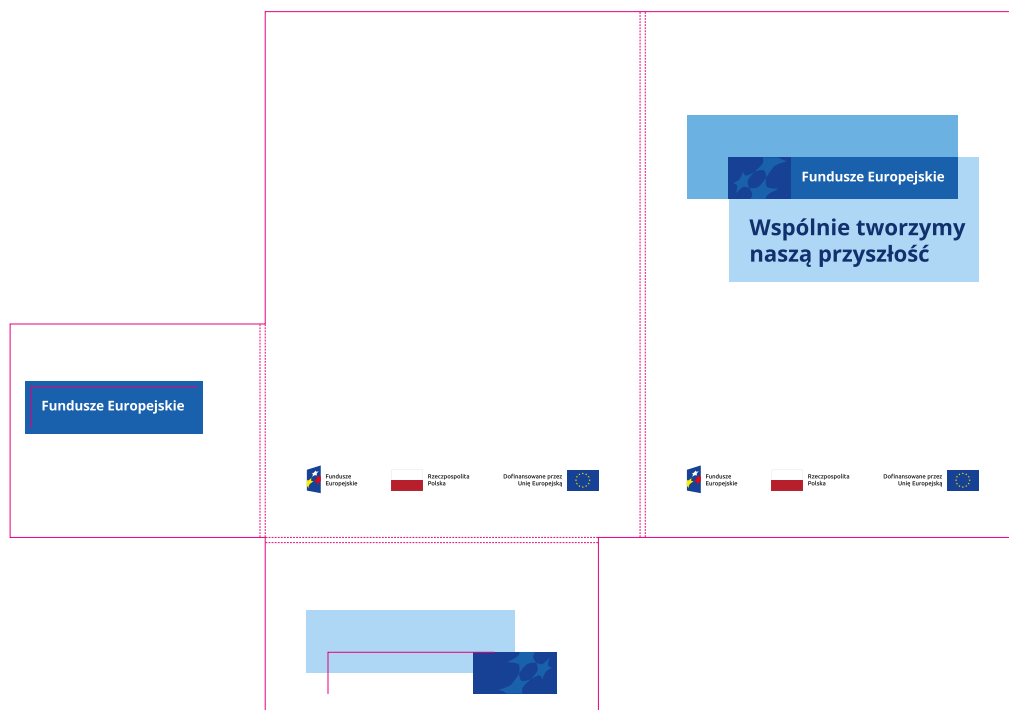 Fundusze Europejskie
Wspólnie tworzymy
naszą przyszłość
Fundusze Europejskie
Fundusze
Europejskie
Rzeczpospolita
Polska
Dofinansowane przez
Unię Europejską
Fundusze
Europejskie
Rzeczpospolita
Polska
Dofinansowane przez
Unię Europejską